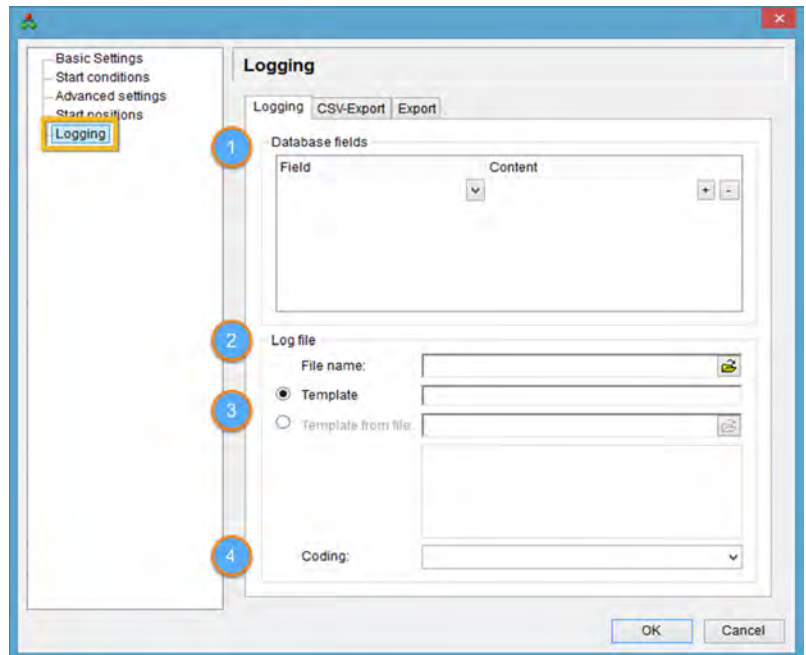 Basic Settings
Start conditions
Advanced settings
Start positions
Logging
Logging
Logging CSV-Export Export
1
Database fields
Field Content
+ -
2
Log file
File name:
Template
3
Template from file
4
Coding:
OK Cancel